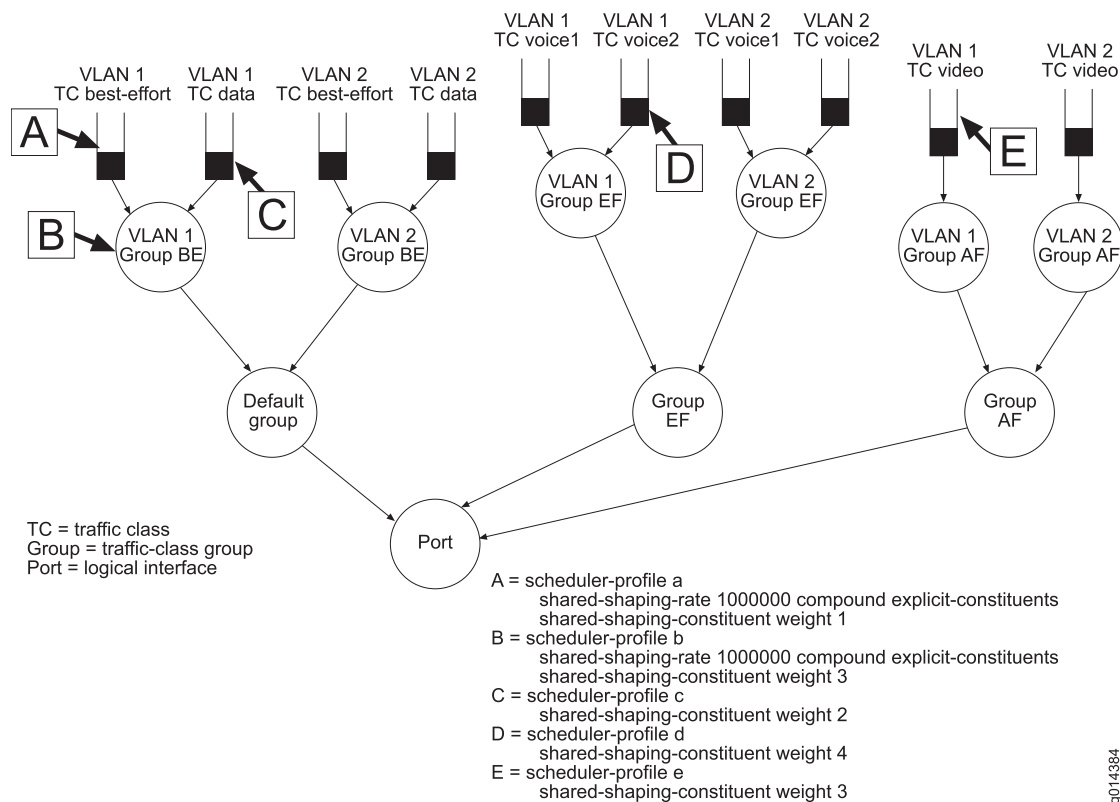 VLAN 1
TC best-effort
VLAN 1
TC data
VLAN 2
TC best-effort
VLAN 2
TC data
VLAN 1
TC voice1
VLAN 1
TC voice2
VLAN 2
TC voice1
VLAN 2
TC voice2
VLAN 1
TC video
VLAN 2
TC video
A
B
C
D
E
VLAN 1
Group BE
VLAN 2
Group BE
VLAN 1
Group EF
VLAN 2
Group EF
VLAN 1
Group AF
VLAN 2
Group AF
Default
group
Group
EF
Group
AF
Port
TC = traffic class
Group = traffic-class group
Port = logical interface
A = scheduler-profile a
shared-shaping-rate 1000000 compound explicit-constituents
shared-shaping-constituent weight 1
B = scheduler-profile b
shared-shaping-rate 1000000 compound explicit-constituents
shared-shaping-constituent weight 3
C = scheduler-profile c
shared-shaping-constituent weight 2
D = scheduler-profile d
shared-shaping-constituent weight 4
E = scheduler-profile e
shared-shaping-constituent weight 3
g014384